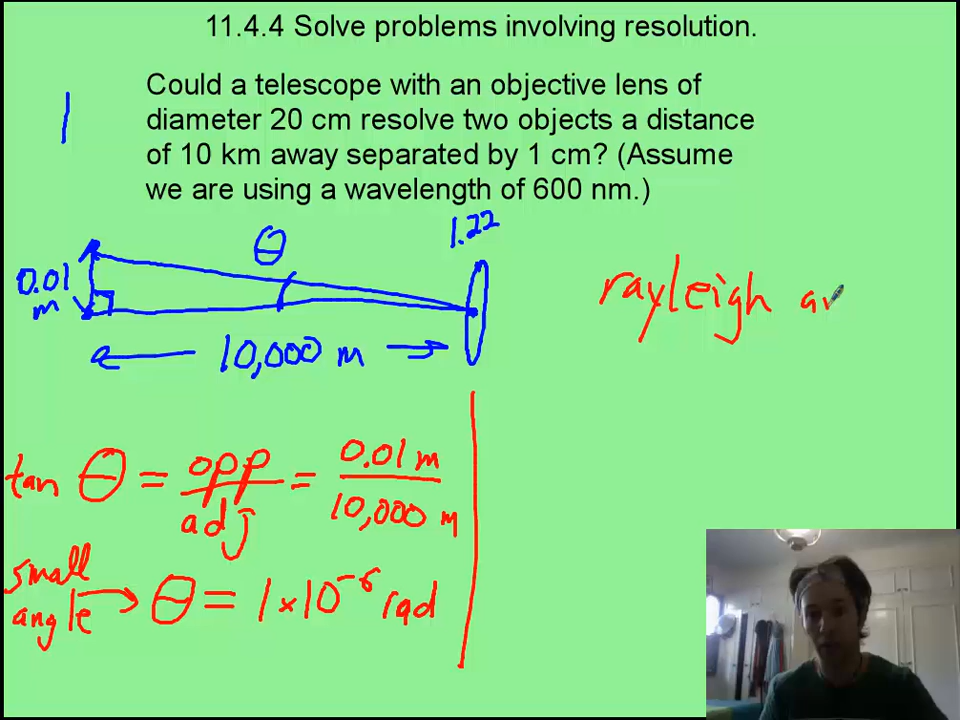 11.4.4 Solve problems involving resolution.
Could a telescope with an objective lens of
diameter 20 cm resolve two objects a distance
of 10 km away separated by 1 cm? (Assume
we are using a wavelength of 600 nm.)
1.22
θ
0.01
m
10,000 m
rayleigh
tan θ = opp/adj = 0.01 m/10,000 m
small
angle → θ = 1×10⁻⁶ rad